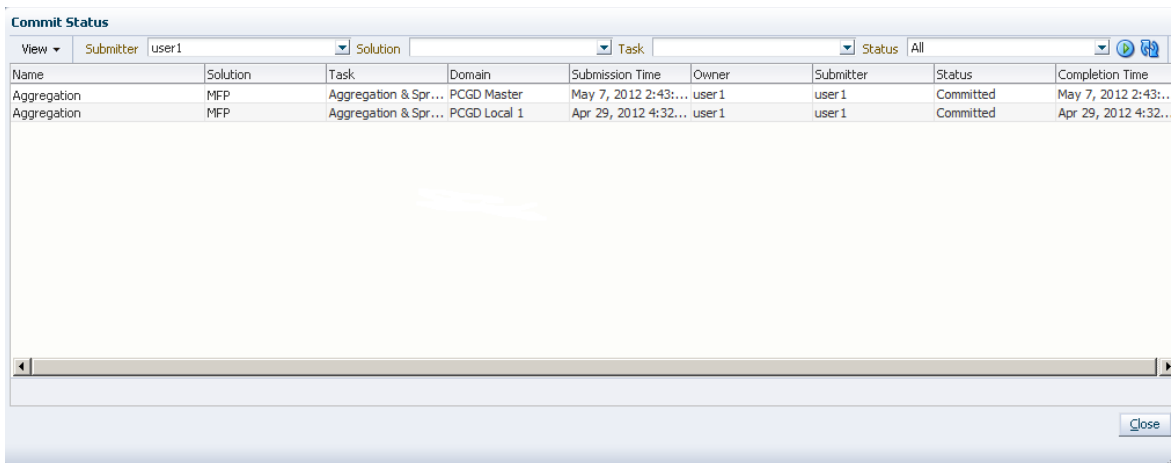 Commit Status
View Submitter user1 Solution Task Status All
Name Solution Task Domain Submission Time Owner Submitter Status Completion Time
Aggregation MFP Aggregation & Spr... PCGD Master May 7, 2012 2:43:... user1 user1 Committed May 7, 2012 2:43:...
Aggregation MFP Aggregation & Spr... PCGD Local 1 Apr 29, 2012 4:32... user1 user1 Committed Apr 29, 2012 4:32...
Close